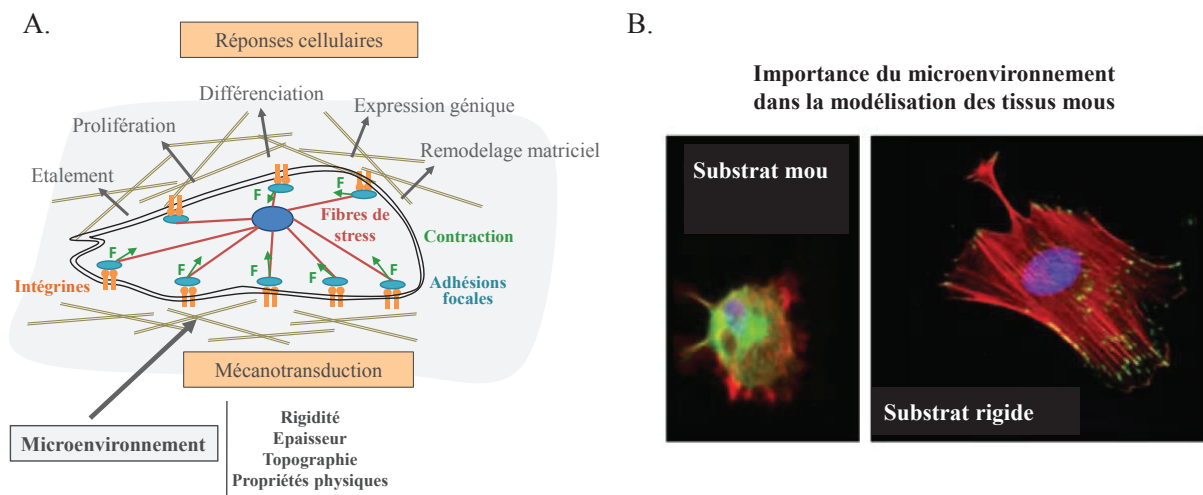 A.
Réponses cellulaires
Différenciation
Expression génique
Prolifération
Remodelage matriciel
Etalement
F
F
Fibres de
stress
Contraction
F
F
F
F
F
Intégrines
Adhésions
focales
Mécanotransduction
Microenvironnement
Rigidité
Epaisseur
Topographie
Propriétés physiques
B.
Importance du microenvironnement
dans la modélisation des tissus mous
Substrat mou
Substrat rigide